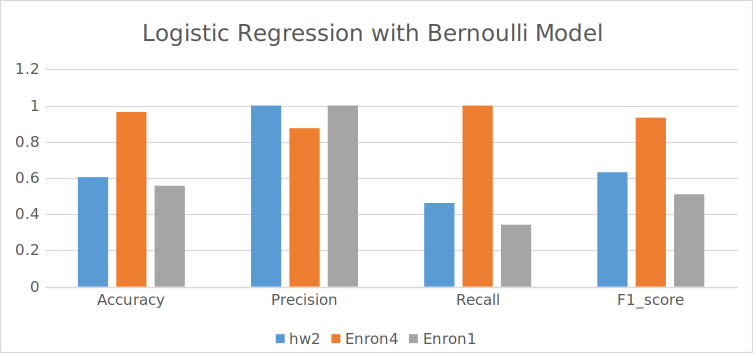 Logistic Regression with Bernoulli Model
1.2
1
0.8
0.6
0.4
0.2
0
Accuracy Precision Recall F1_score
hw2 Enron4 Enron1